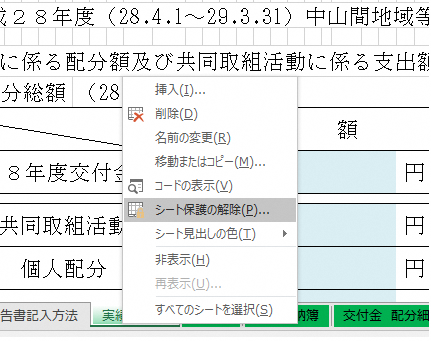 成２８年度（28.4.1～29.3.31）中山間地域等
に係る配分額及び共同取組活動に係る支出額
分総額（28
額
８年度交付金
円
共同取組活動
円
個人配分
円
挿入(I)...
削除(D)
名前の変更(R)
移動またはコピー(M)...
コードの表示(V)
シート保護の解除(P)...
シート見出しの色(T)
非表示(H)
再表示(U)...
すべてのシートを選択(S)
告書記入方法
実績
納簿
交付金 配分細